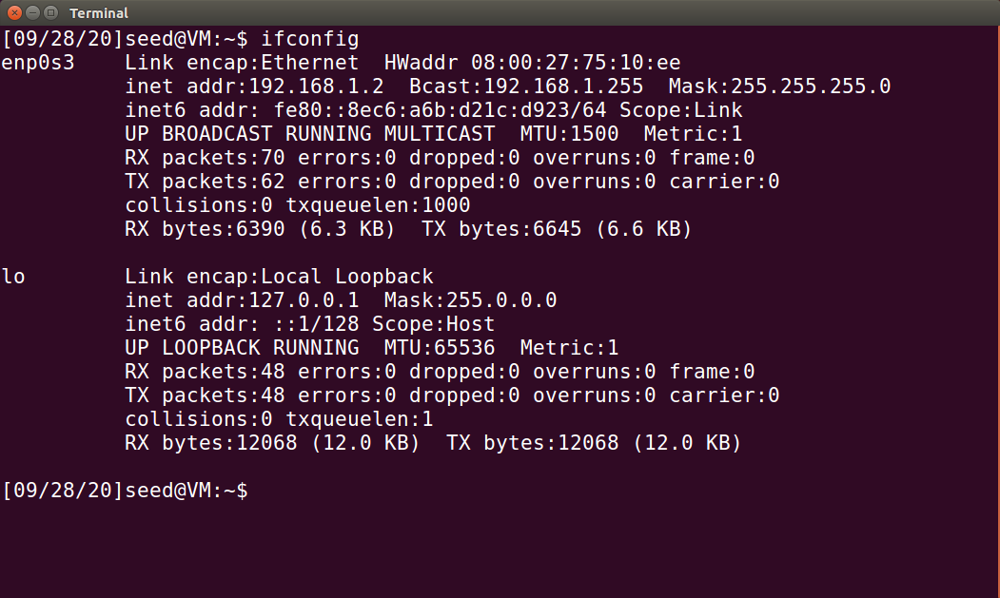 Terminal
[09/28/20]seed@VM:~$ ifconfig
enp0s3    Link encap:Ethernet  HWaddr 08:00:27:75:10:ee
          inet addr:192.168.1.2  Bcast:192.168.1.255  Mask:255.255.255.0
          inet6 addr: fe80::8ec6:a6b:d21c:d923/64 Scope:Link
          UP BROADCAST RUNNING MULTICAST  MTU:1500  Metric:1
          RX packets:70 errors:0 dropped:0 overruns:0 frame:0
          TX packets:62 errors:0 dropped:0 overruns:0 carrier:0
          collisions:0 txqueuelen:1000
          RX bytes:6390 (6.3 KB)  TX bytes:6645 (6.6 KB)

lo        Link encap:Local Loopback
          inet addr:127.0.0.1  Mask:255.0.0.0
          inet6 addr: ::1/128 Scope:Host
          UP LOOPBACK RUNNING  MTU:65536  Metric:1
          RX packets:48 errors:0 dropped:0 overruns:0 frame:0
          TX packets:48 errors:0 dropped:0 overruns:0 carrier:0
          collisions:0 txqueuelen:1
          RX bytes:12068 (12.0 KB)  TX bytes:12068 (12.0 KB)

[09/28/20]seed@VM:~$